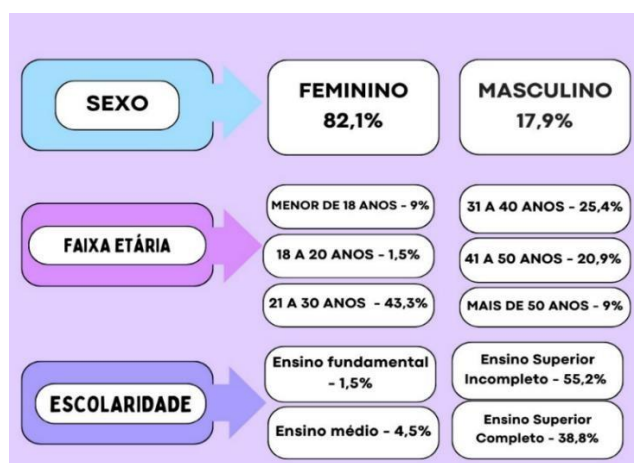 SEXO
FEMININO
82,1%
MASCULINO
17,9%
FAIXA ETÁRIA
MENOR DE 18 ANOS - 9%
18 A 20 ANOS - 1,5%
21 A 30 ANOS - 43,3%
31 A 40 ANOS - 25,4%
41 A 50 ANOS - 20,9%
MAIS DE 50 ANOS - 9%
ESCOLARIDADE
Ensino fundamental
- 1,5%
Ensino médio - 4,5%
Ensino Superior
Incompleto - 55,2%
Ensino Superior
Completo - 38,8%